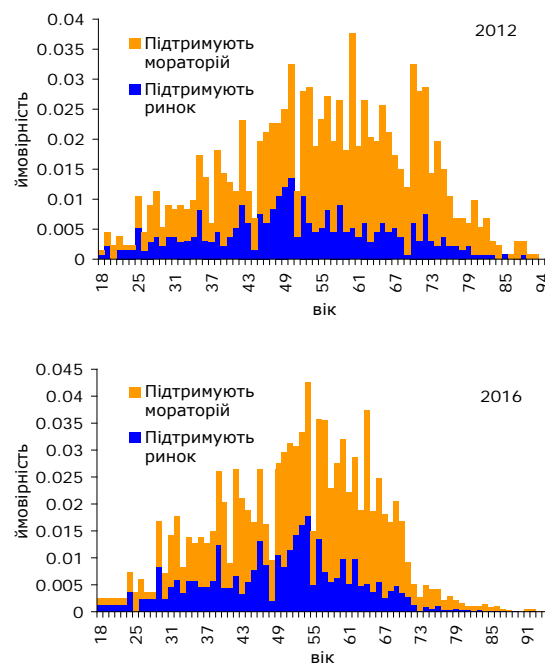 2012
0.04
0.035
0.03
0.025
0.02
0.015
0.01
0.005
0
ймовірність
Підтримують
мораторій
Підтримують
ринок
18 25 31 37 43 49 55 61 67 73 79 85 94
вік
2016
0.045
0.04
0.035
0.03
0.025
0.02
0.015
0.01
0.005
0
ймовірність
Підтримують
мораторій
Підтримують
ринок
18 25 31 37 43 49 55 61 67 73 79 85 91
вік